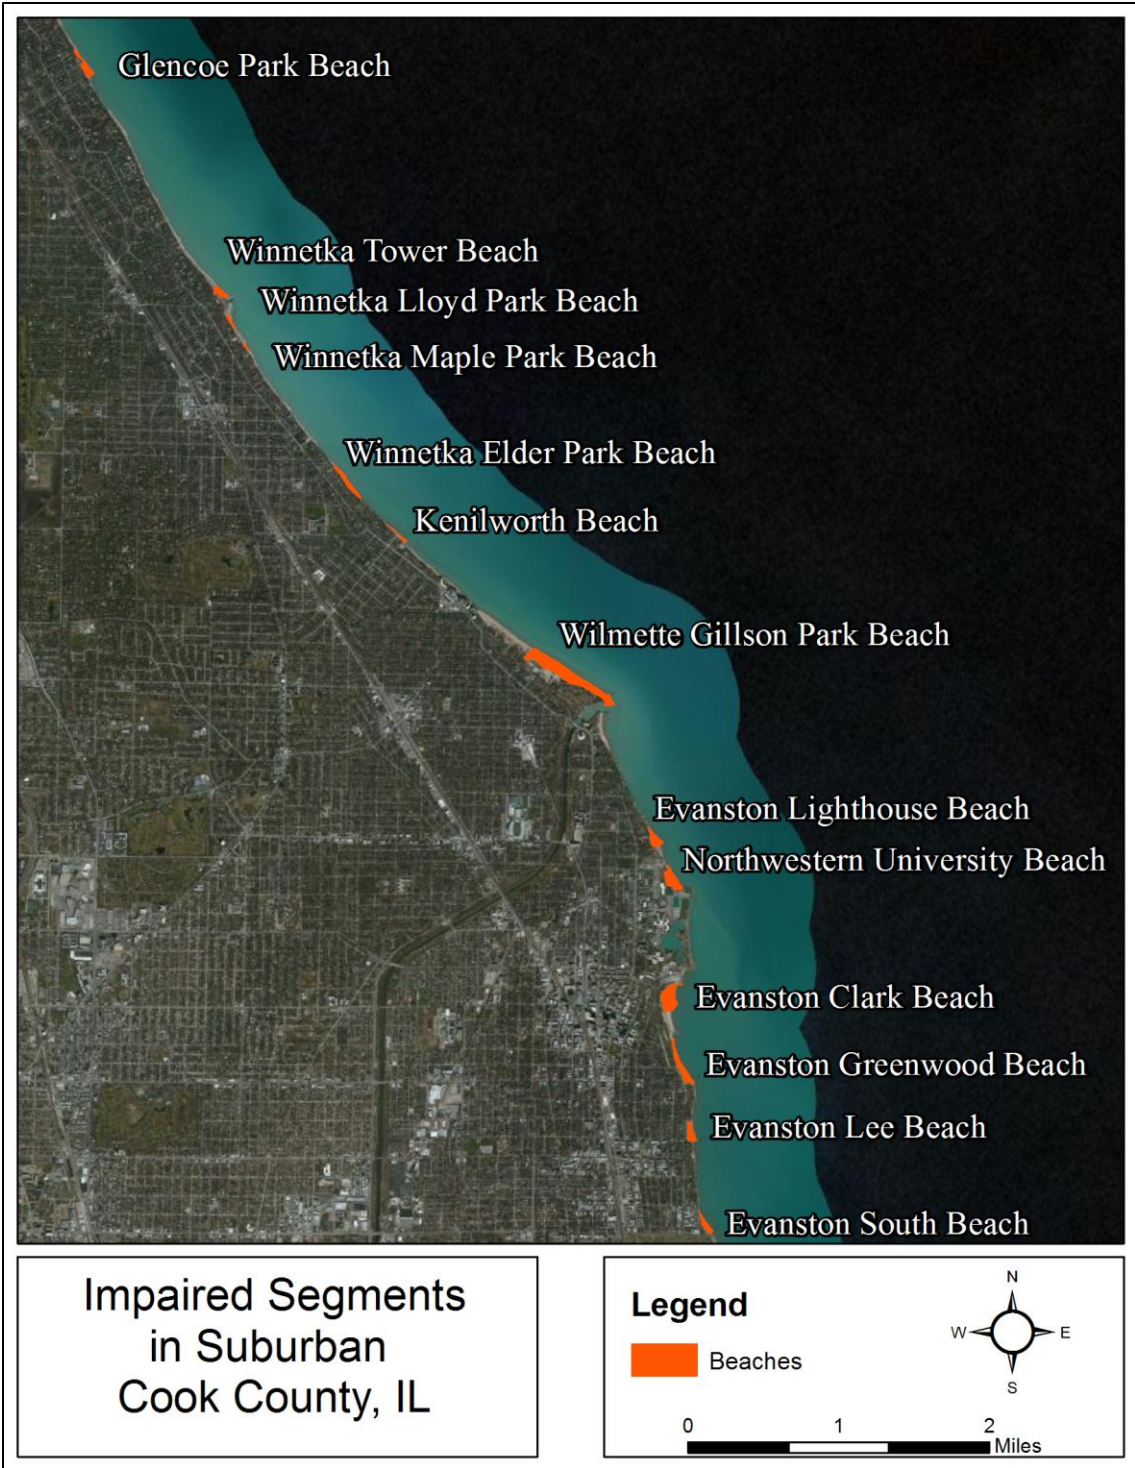 Glencoe Park Beach
Winnetka Tower Beach
Winnetka Lloyd Park Beach
Winnetka Maple Park Beach
Winnetka Elder Park Beach
Kenilworth Beach
Wilmette Gillson Park Beach
Evanston Lighthouse Beach
Northwestern University Beach
Evanston Clark Beach
Evanston Greenwood Beach
Evanston Lee Beach
Evanston South Beach
Impaired Segments
in Suburban
Cook County, IL
Legend
Beaches
N
W E
S
0 1 2
Miles